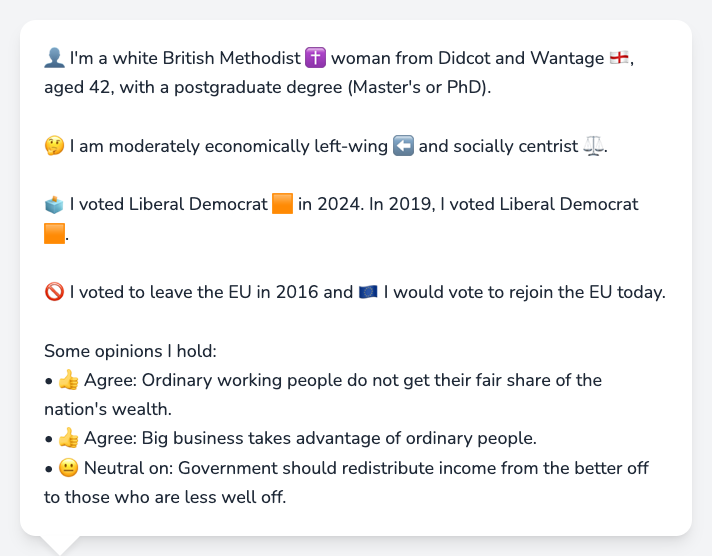 👤 I'm a white British Methodist ✝️ woman from Didcot and Wantage 🏴󠁧󠁢󠁥󠁮󠁧󠁿,
aged 42, with a postgraduate degree (Master's or PhD).
🤔 I am moderately economically left-wing ⬅️ and socially centrist ⚖️.
🗳️ I voted Liberal Democrat 🟧 in 2024. In 2019, I voted Liberal Democrat
🟧.
🚫 I voted to leave the EU in 2016 and 🇪🇺 I would vote to rejoin the EU today.
Some opinions I hold:
• 👍 Agree: Ordinary working people do not get their fair share of the
nation's wealth.
• 👍 Agree: Big business takes advantage of ordinary people.
• 😐 Neutral on: Government should redistribute income from the better off
to those who are less well off.